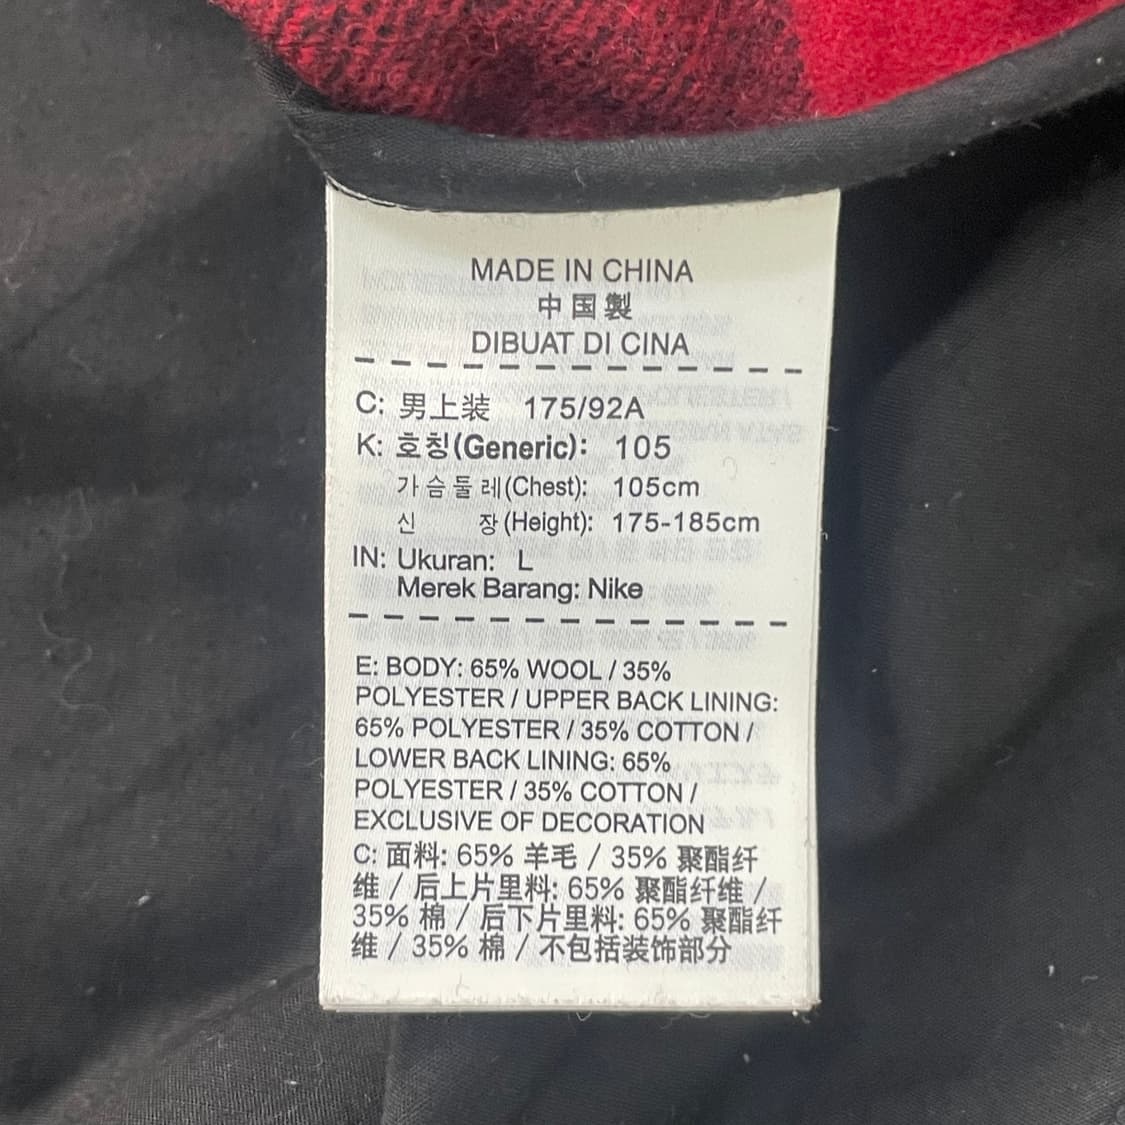 MADE IN CHINA
中国製
DIBUAT DI CINA
C: 男上装 175/92A
K: 호칭(Generic): 105
가슴둘레(Chest): 105cm
신 장(Height): 175-185cm
IN: Ukuran: L
Merek Barang: Nike
E: BODY: 65% WOOL / 35%
POLYESTER / UPPER BACK LINING:
65% POLYESTER / 35% COTTON /
LOWER BACK LINING: 65%
POLYESTER / 35% COTTON /
EXCLUSIVE OF DECORATION
C: 面料: 65% 羊毛 / 35% 聚酯纤
维 / 后上片里料: 65% 聚酯纤维 /
35% 棉 / 后下片里料: 65% 聚酯纤
维 / 35% 棉 / 不包括装饰部分